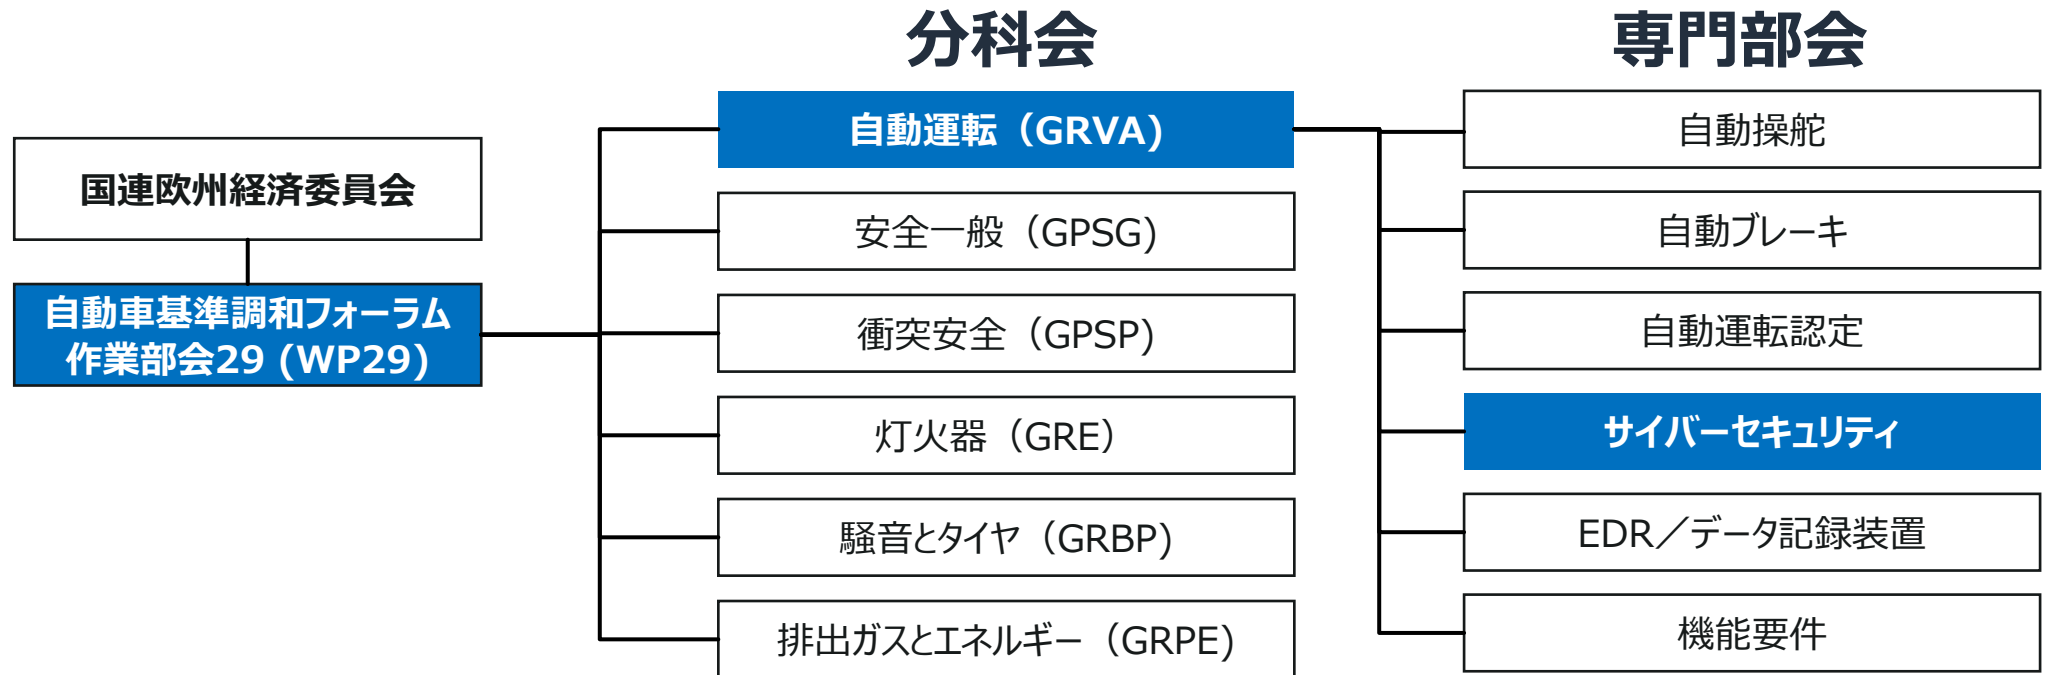 分科会
専門部会
国連欧州経済委員会
自動車基準調和フォーラム
作業部会29 (WP29)
自動運転（GRVA)
安全一般（GPSG)
衝突安全（GPSP)
灯火器（GRE）
騒音とタイヤ（GRBP)
排出ガスとエネルギー（GRPE)
自動操舵
自動ブレーキ
自動運転認定
サイバーセキュリティ
EDR／データ記録装置
機能要件